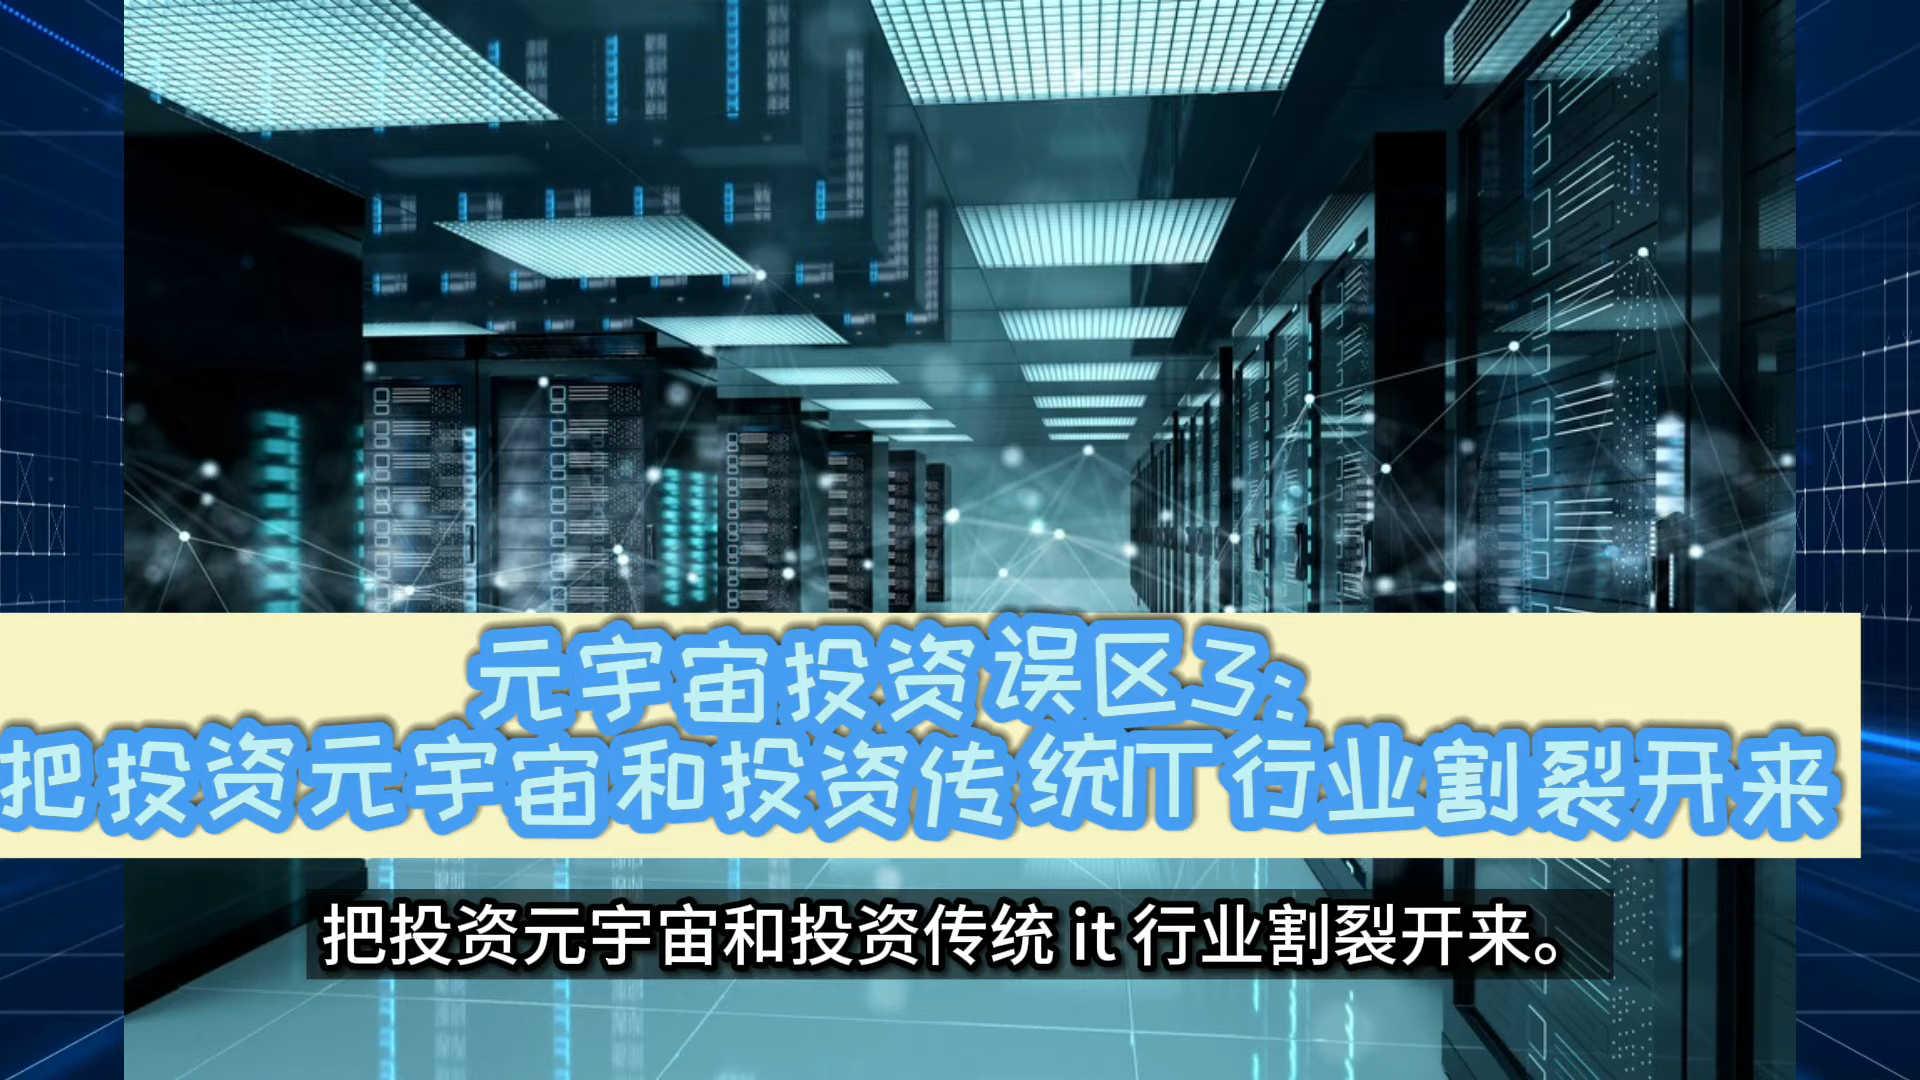 元宇宙投资误区3:
把投资元宇宙和投资传统IT行业割裂开来
把投资元宇宙和投资传统 it 行业割裂开来。